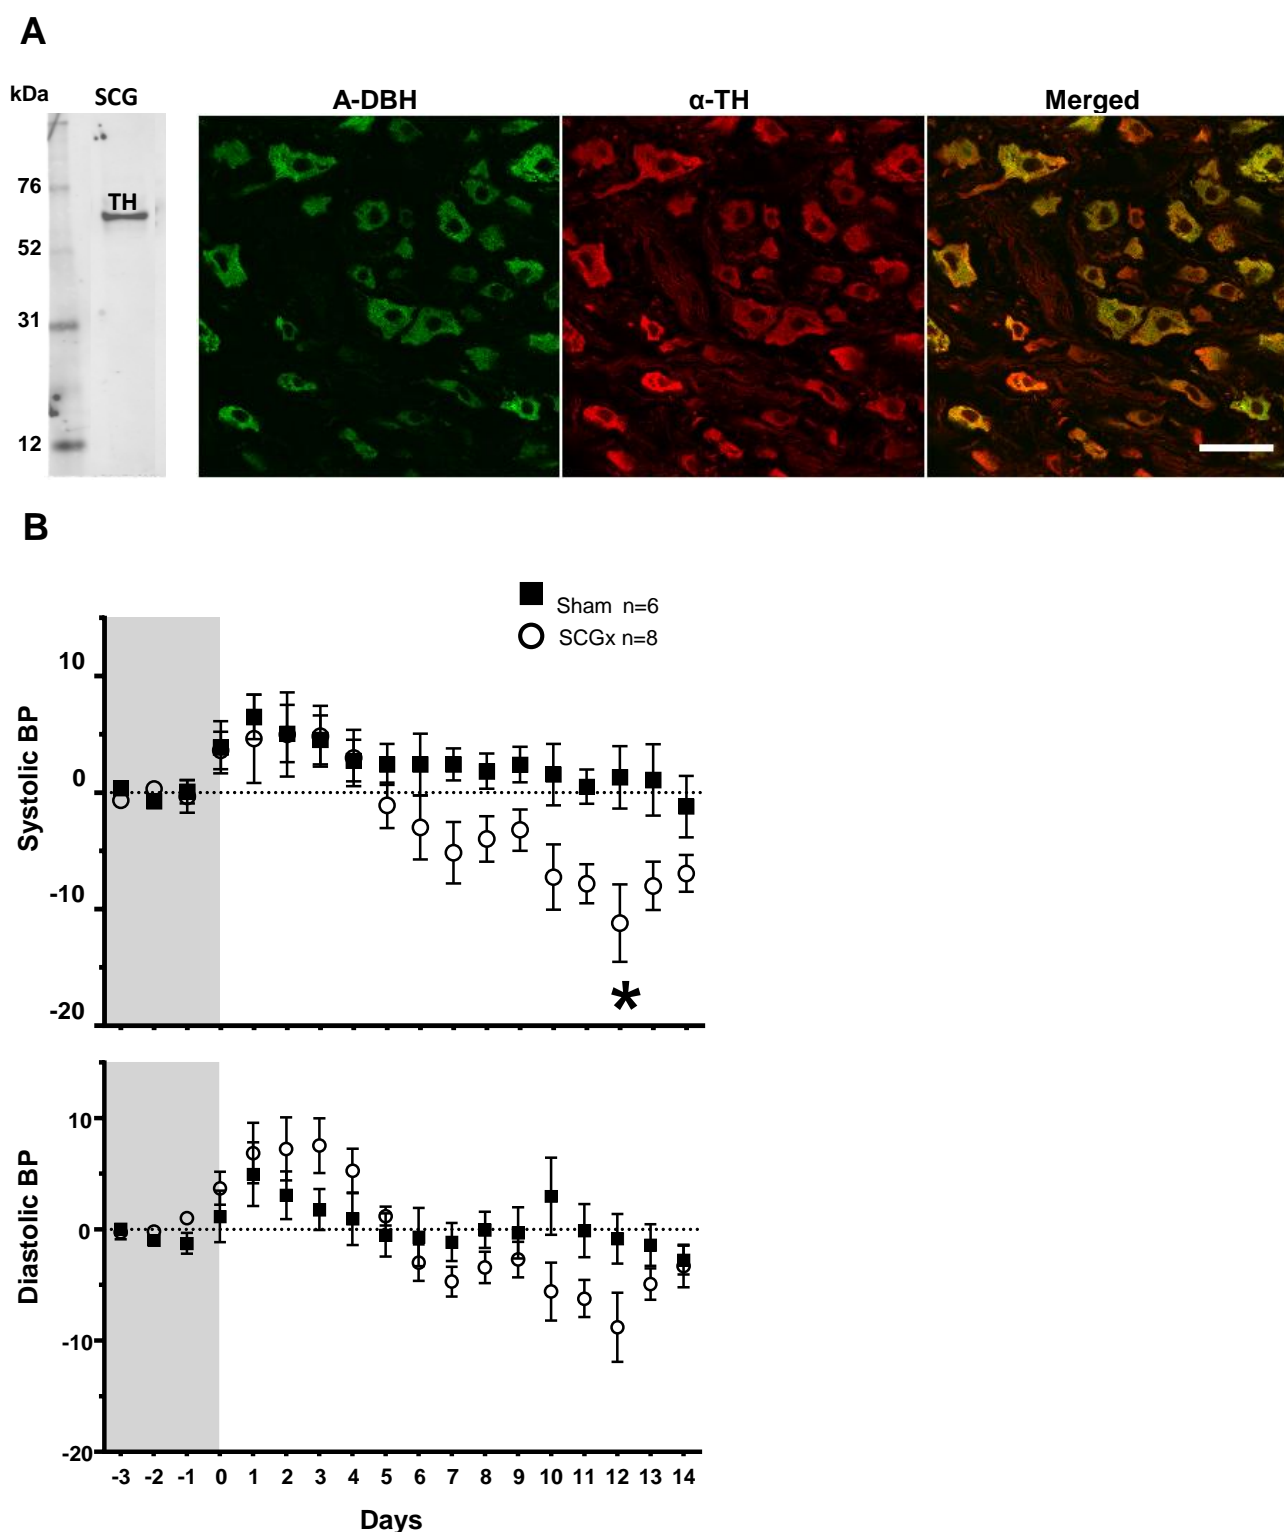 A
kDa SCG A-DBH α-TH Merged
76
TH
52
31
12
B
Sham n=6
SCGx n=8
10
0
-10
-20
Systolic BP
*
10
0
-10
-20
Diastolic BP
-3 -2 -1 0 1 2 3 4 5 6 7 8 9 10 11 12 13 14
Days